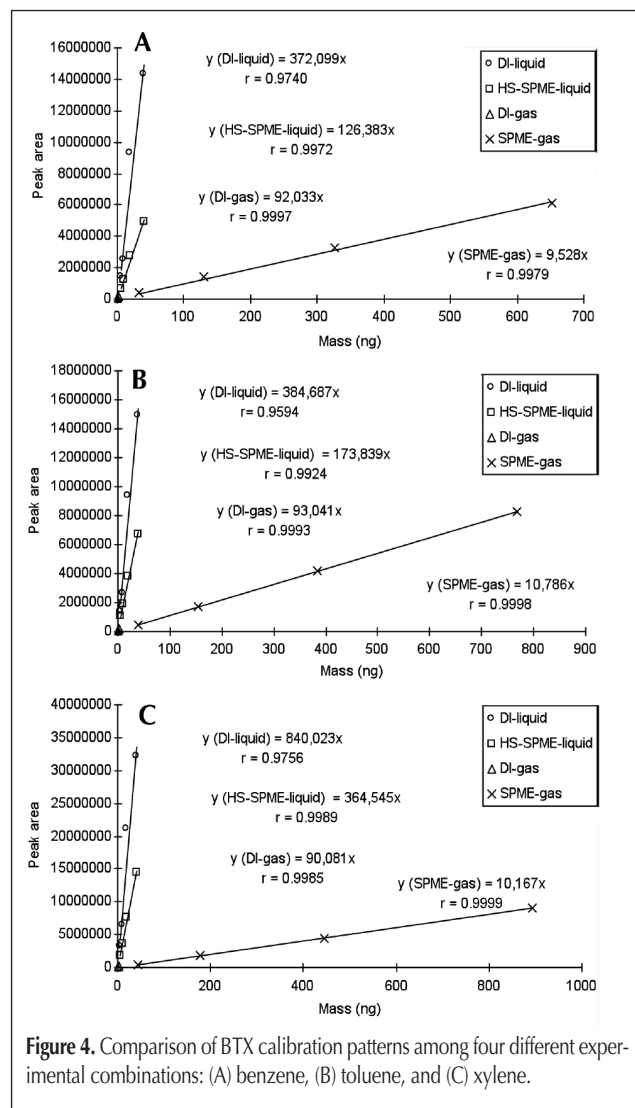 A
16000000
14000000
12000000
10000000
8000000
6000000
4000000
2000000
0
Peak area
y (DI-liquid) = 372,099x
r = 0.9740
y (HS-SPME-liquid) = 126,383x
r = 0.9972
y (DI-gas) = 92,033x
r = 0.9997
y (SPME-gas) = 9,528x
r = 0.9979
DI-liquid
HS-SPME-liquid
DI-gas
SPME-gas
0 100 200 300 400 500 600 700
Mass (ng)
B
18000000
16000000
14000000
12000000
10000000
8000000
6000000
4000000
2000000
0
Peak area
y (DI-liquid) = 384,687x
r= 0.9594
y (HS-SPME-liquid) = 173,839x
r = 0.9924
y (DI-gas) = 93,041x
r = 0.9993
y (SPME-gas) = 10,786x
r = 0.9998
DI-liquid
HS-SPME-liquid
DI-gas
SPME-gas
0 100 200 300 400 500 600 700 800 900
Mass (ng)
C
40000000
35000000
30000000
25000000
20000000
15000000
10000000
5000000
0
Peak area
y (DI-liquid) = 840,023x
r = 0.9756
y (HS-SPME-liquid) = 364,545x
r = 0.9989
y (DI-gas) = 90,081x
r = 0.9985
y (SPME-gas) = 10,167x
r = 0.9999
DI-liquid
HS-SPME-liquid
DI-gas
SPME-gas
0 200 400 600 800 1000
Mass (ng)
Figure 4. Comparison of BTX calibration patterns among four different exper-
imental combinations: (A) benzene, (B) toluene, and (C) xylene.